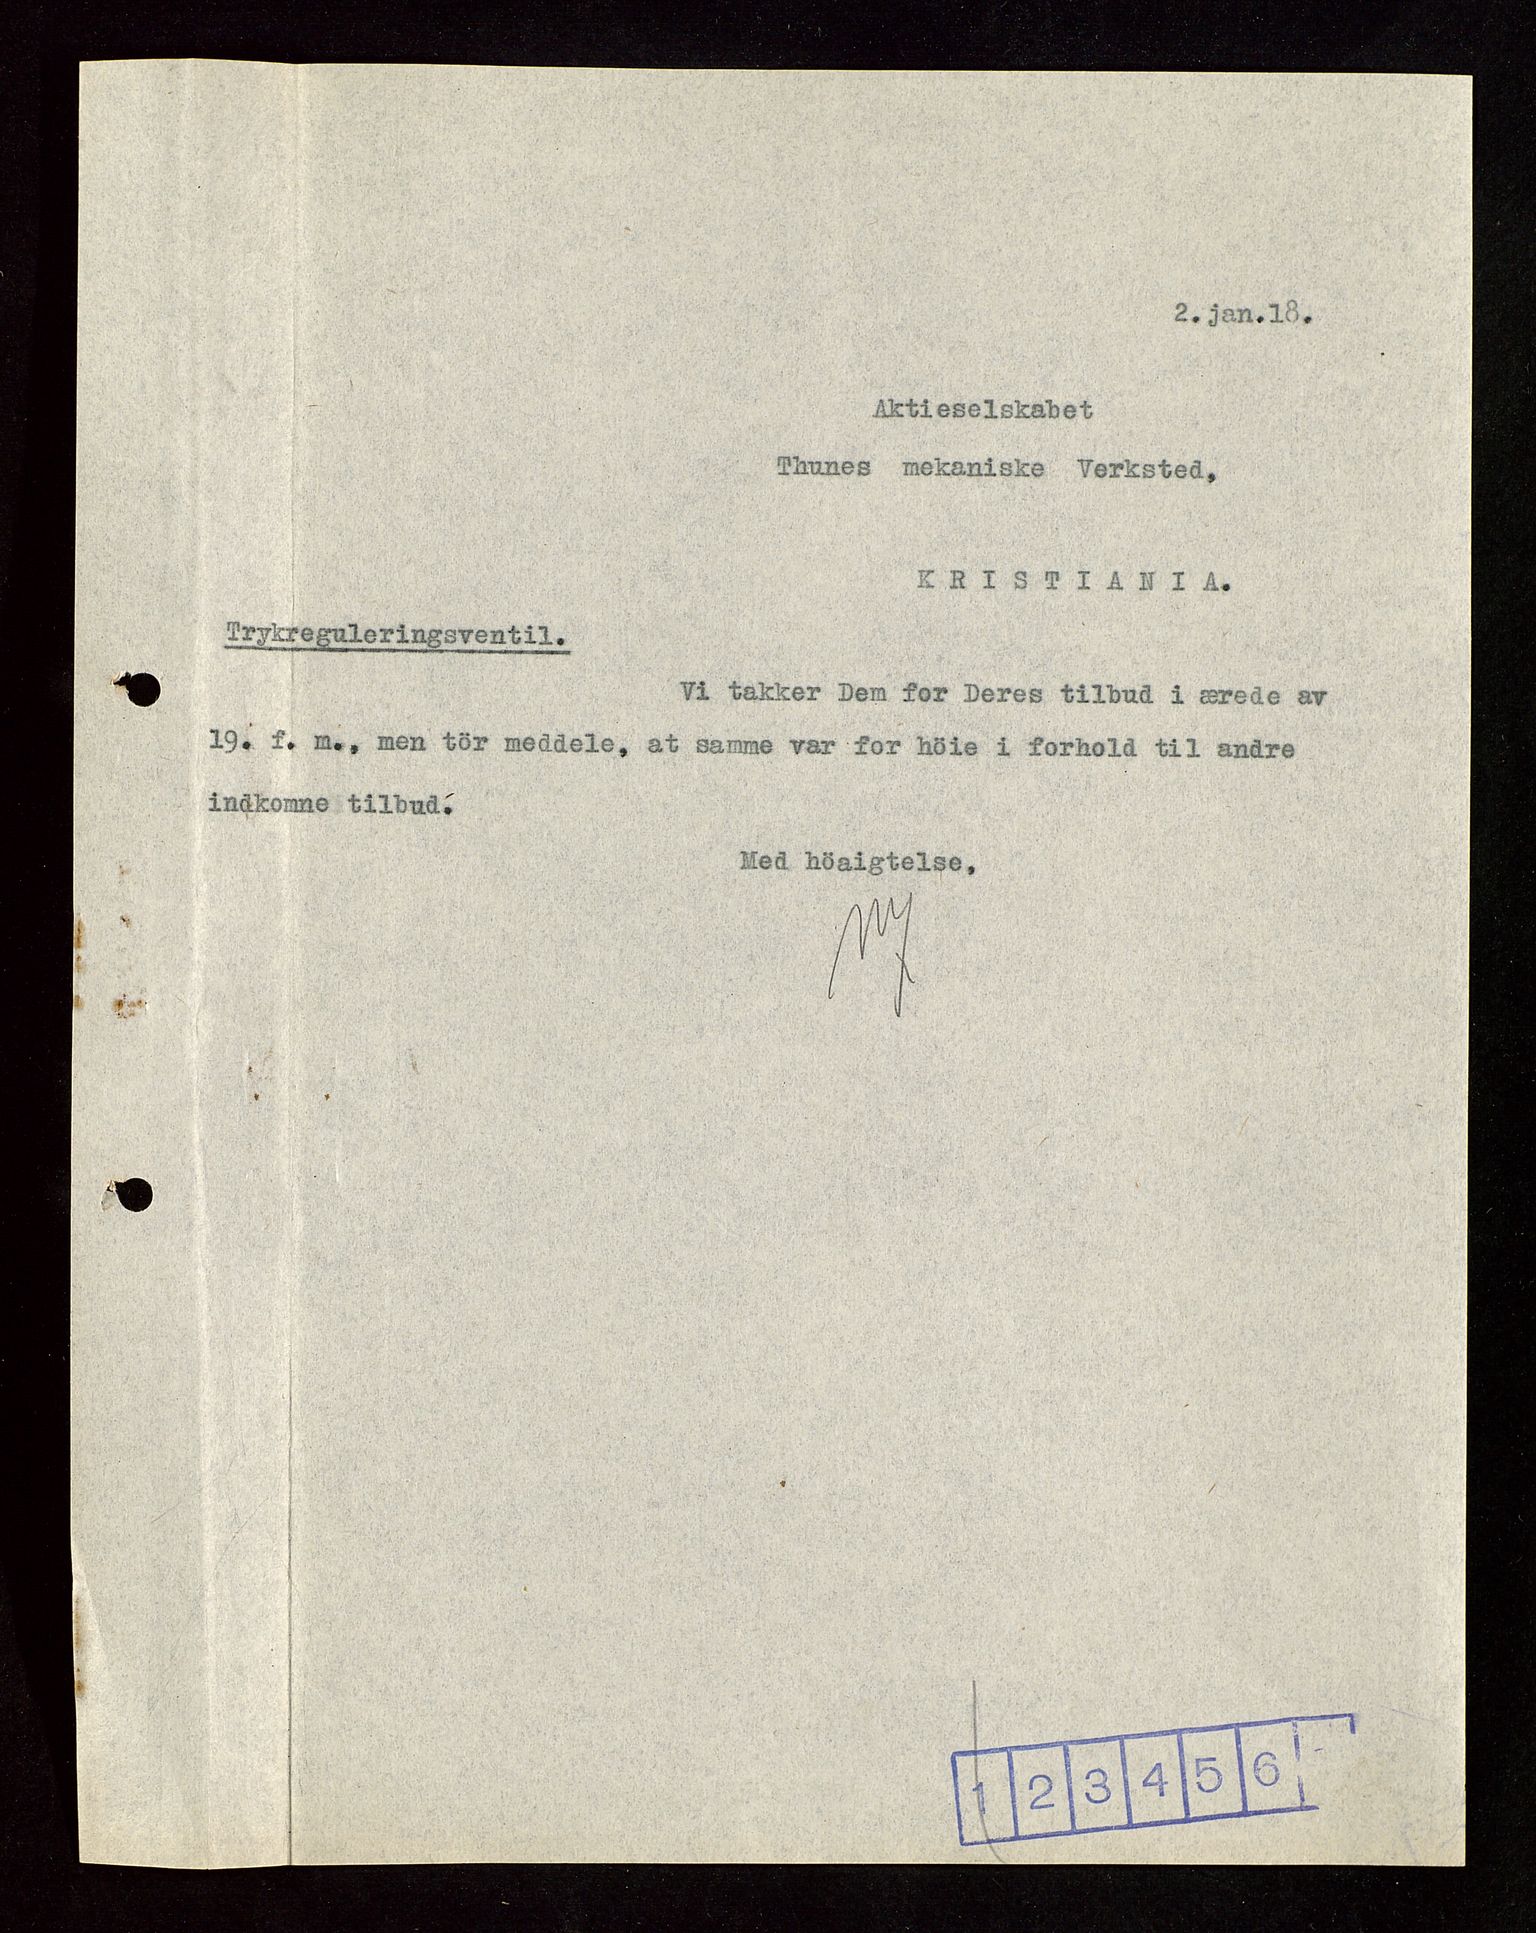 2.jan.18.
Aktieselskabet
Thunes mekaniske Verksted,
K R I S T I A N I A.
Trykreguleringsventil.
Vi takker Dem for Deres tilbud i ærede av
19. f. m., men tör meddele, at samme var for höie i forhold til andre
indkomne tilbud.
Med höaigtelse,
1 2 3 4 5 6